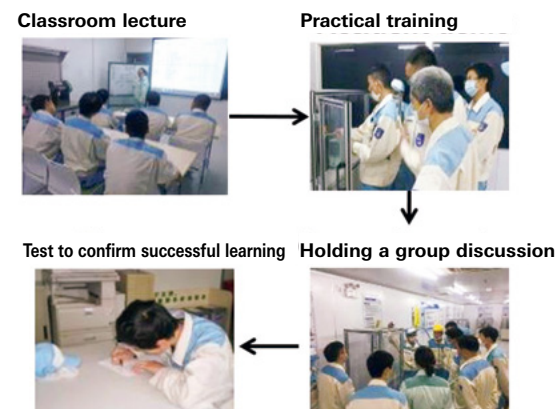 Classroom lecture
Practical training
Test to confirm successful learning
Holding a group discussion